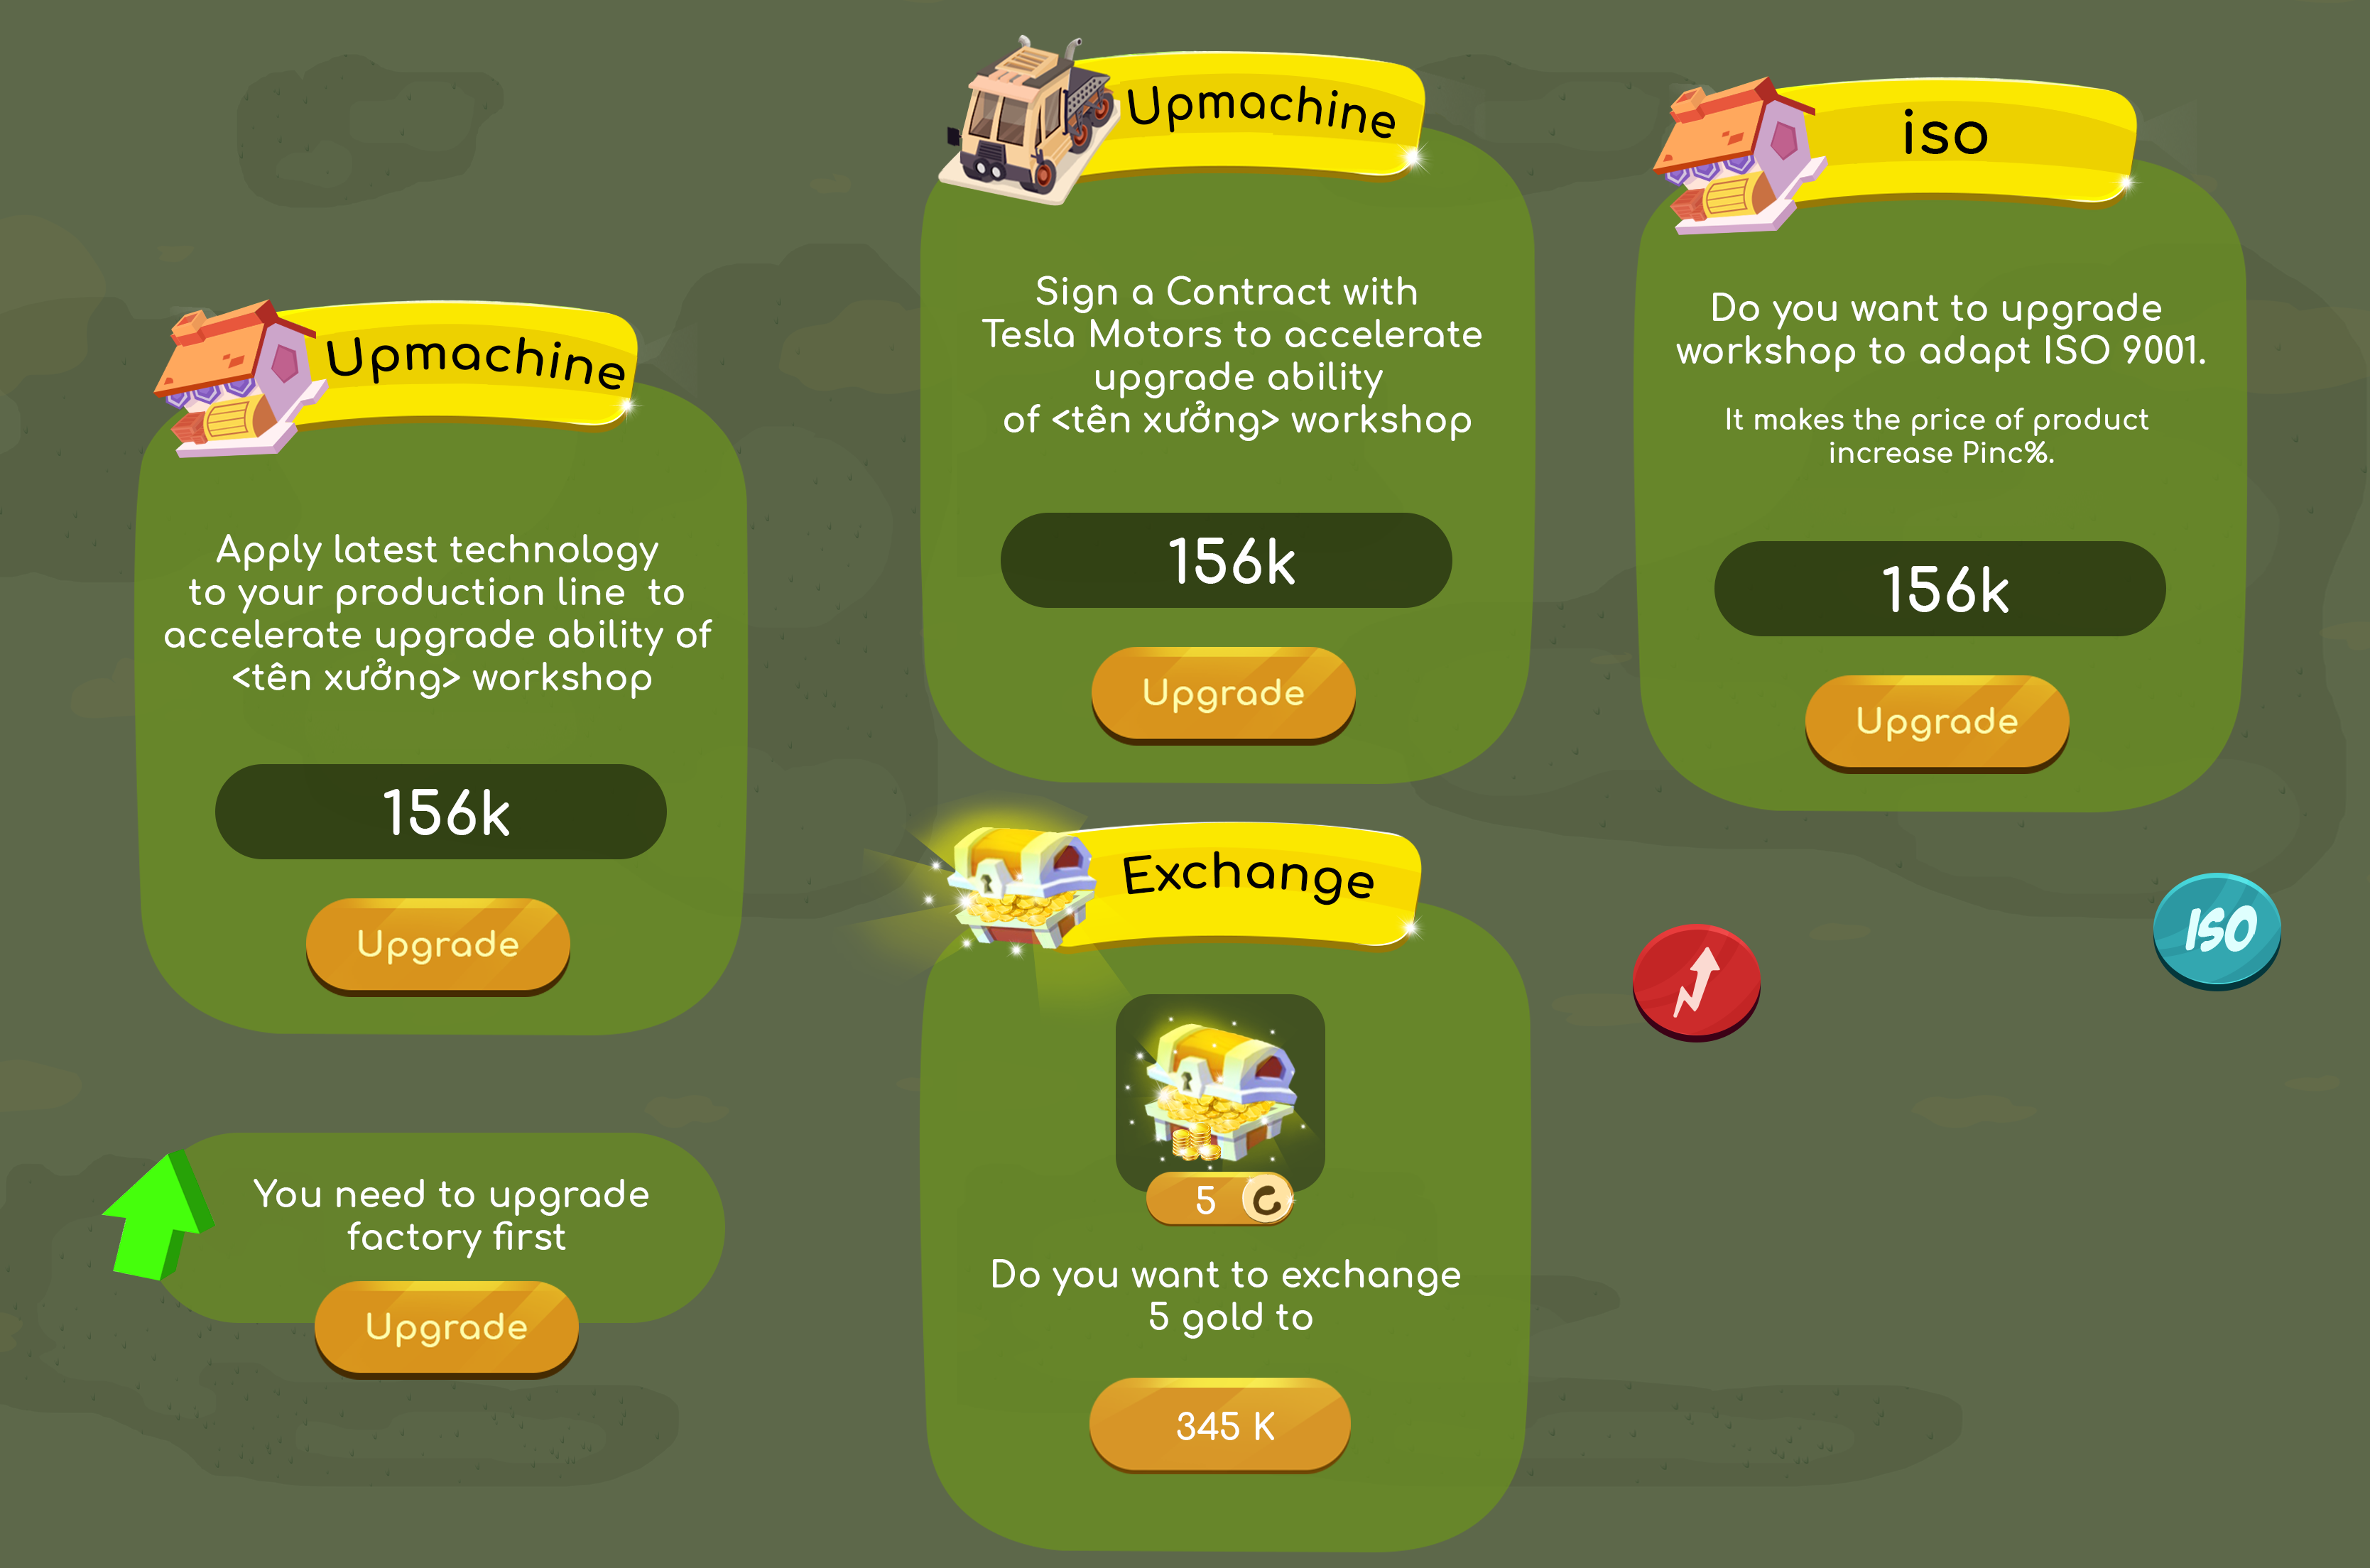 Upmachine
Apply latest technology
to your production line to
accelerate upgrade ability of
<tên xưởng> workshop
156k
Upgrade
You need to upgrade
factory first
Upgrade
Upmachine
Sign a Contract with
Tesla Motors to accelerate
upgrade ability
of <tên xưởng> workshop
156k
Upgrade
Exchange
5
Do you want to exchange
5 gold to
345 K
iso
Do you want to upgrade
workshop to adapt ISO 9001.
It makes the price of product
increase Pinc%.
156k
Upgrade
ISO